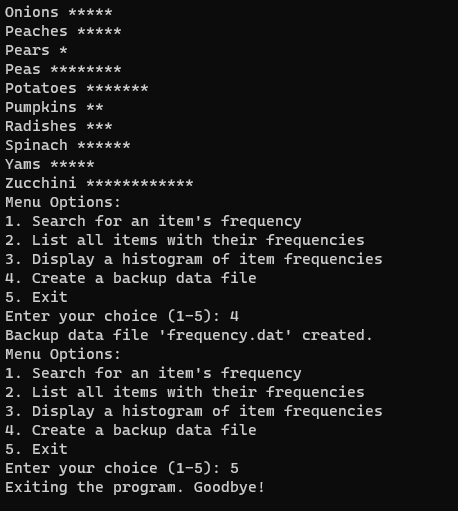 Onions *****
Peaches *****
Pears *
Peas ********
Potatoes *******
Pumpkins **
Radishes ***
Spinach ******
Yams *****
Zucchini ************
Menu Options:
1. Search for an item's frequency
2. List all items with their frequencies
3. Display a histogram of item frequencies
4. Create a backup data file
5. Exit
Enter your choice (1-5): 4
Backup data file 'frequency.dat' created.
Menu Options:
1. Search for an item's frequency
2. List all items with their frequencies
3. Display a histogram of item frequencies
4. Create a backup data file
5. Exit
Enter your choice (1-5): 5
Exiting the program. Goodbye!